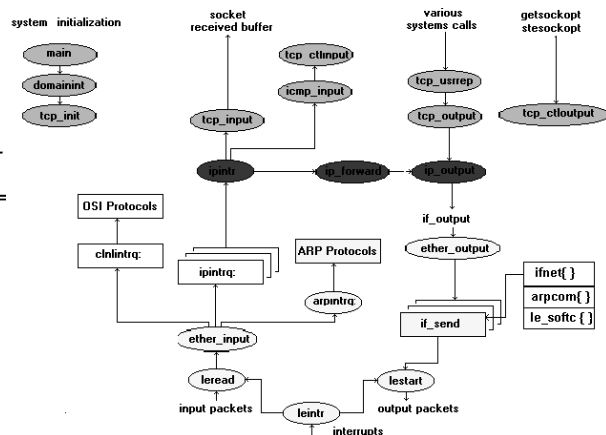 system initialization
socket
received buffer
various
systems calls
getsockopt
stesockopt
main
domainint
tcp_init
tcp_ctlinput
icmp_input
tcp_input
tcp_usrrep
tcp_output
tcp_ctloutput
ipintr
ip_forward
ip_output
OSI Protocols
clnlintrq:
ipintrq:
ARP Protocols
arpintrq:
if_output
ether_output
ifnet{ }
arpcom{ }
le_softc { }
if_send
ether_input
leread
lestart
input packets
leintr
output packets
interrupts